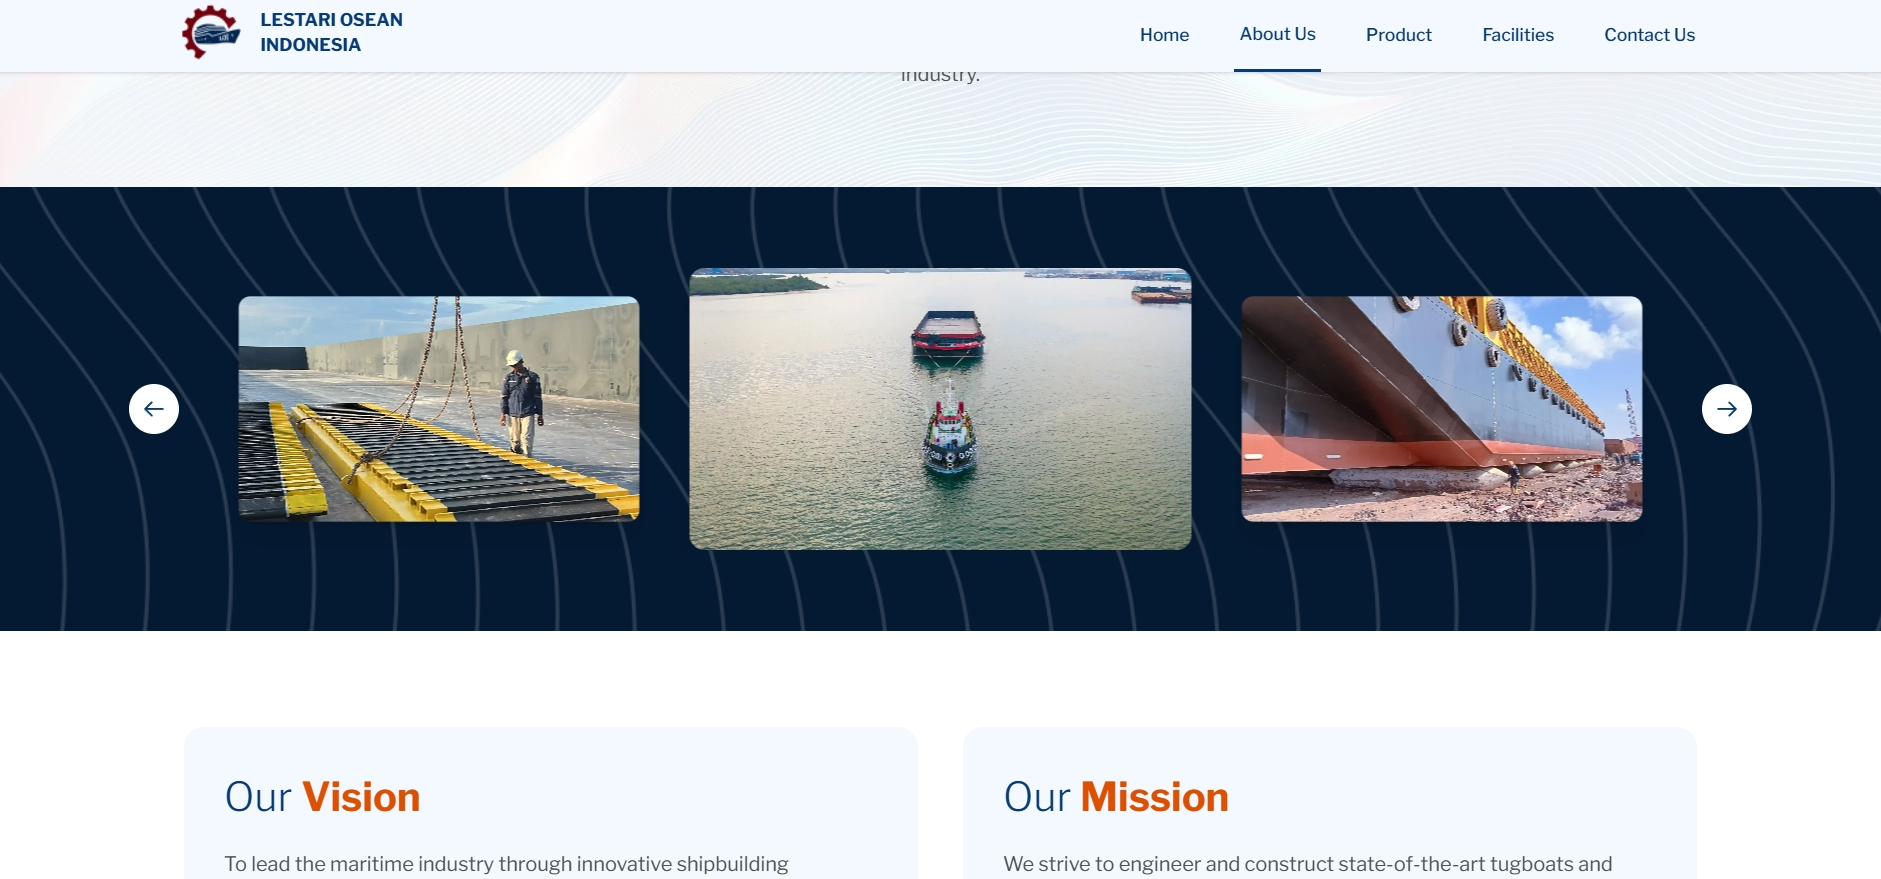 LESTARI OSEAN
INDONESIA
Home
About Us
Product
Facilities
Contact Us
industry.
Our Vision
To lead the maritime industry through innovative shipbuilding
Our Mission
We strive to engineer and construct state-of-the-art tugboats and